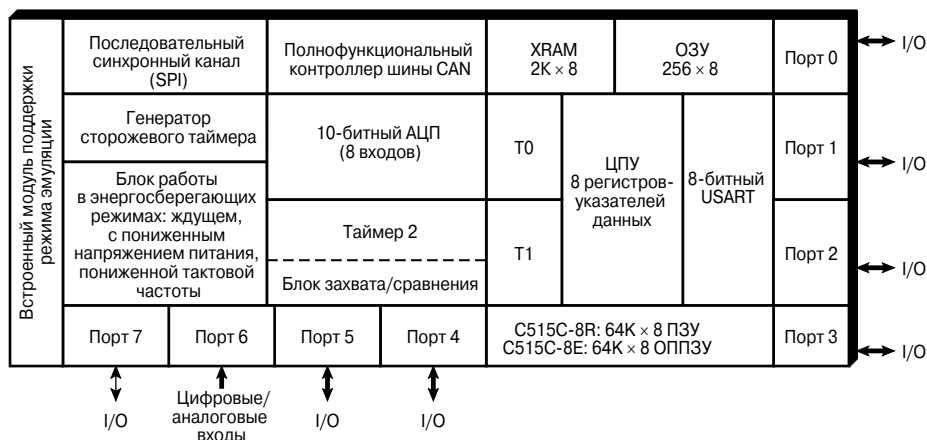 Встроенный модуль поддержки
режима эмуляции
Последовательный
синхронный канал
(SPI)
Полнофункциональный
контроллер шины CAN
XRAM
2K × 8
ОЗУ
256 × 8
Порт 0
I/O
Генератор
сторожевого таймера
10-битный АЦП
(8 входов)
T0
ЦПУ
8 регистров-
указателей
данных
8-битный
USART
Порт 1
I/O
Блок работы
в энергосберегающих
режимах: ждущем,
с пониженным
напряжением питания,
пониженной тактовой
частоты
Таймер 2
Блок захвата/сравнения
T1
Порт 2
I/O
Порт 7
Порт 6
Порт 5
Порт 4
C515C-8R: 64K × 8 ПЗУ
C515C-8E: 64K × 8 ОППЗУ
Порт 3
I/O
I/O
Цифровые/
аналоговые
входы
I/O
I/O